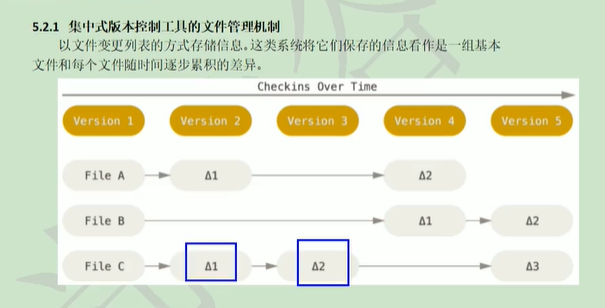 5.2.1 集中式版本控制工具的文件管理机制
以文件变更列表的方式存储信息。这类系统将它们保存的信息看作是一组基本
文件和每个文件随时间逐步累积的差异。
Checkins Over Time
Version 1 Version 2 Version 3 Version 4 Version 5
File A Δ1 Δ2
File B Δ1 Δ2
File C Δ1 Δ2 Δ3